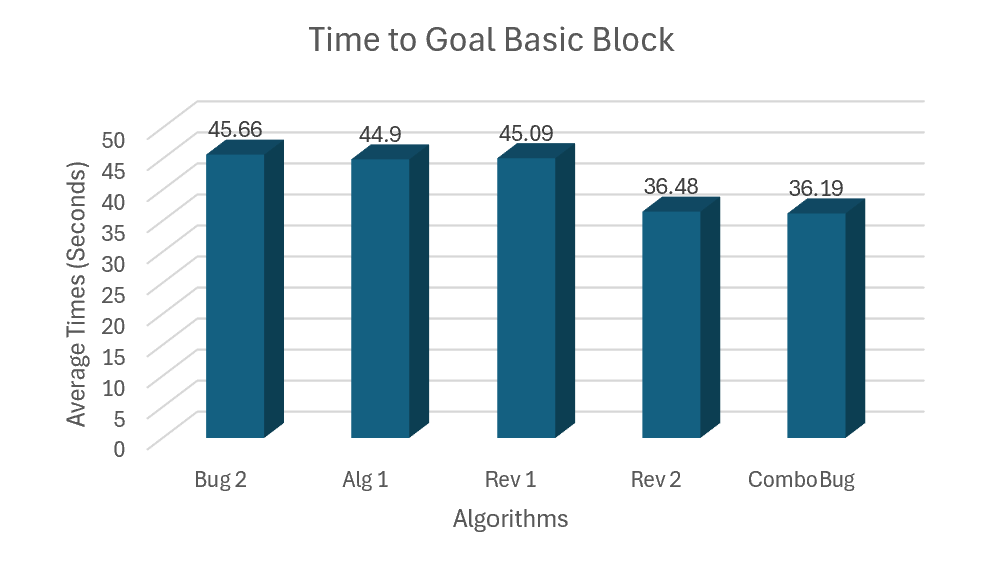 Time to Goal Basic Block
45.66
44.9
45.09
36.48
36.19
50
45
40
35
30
25
20
15
10
5
0
Average Times (Seconds)
Bug 2
Alg 1
Rev 1
Rev 2
ComboBug
Algorithms